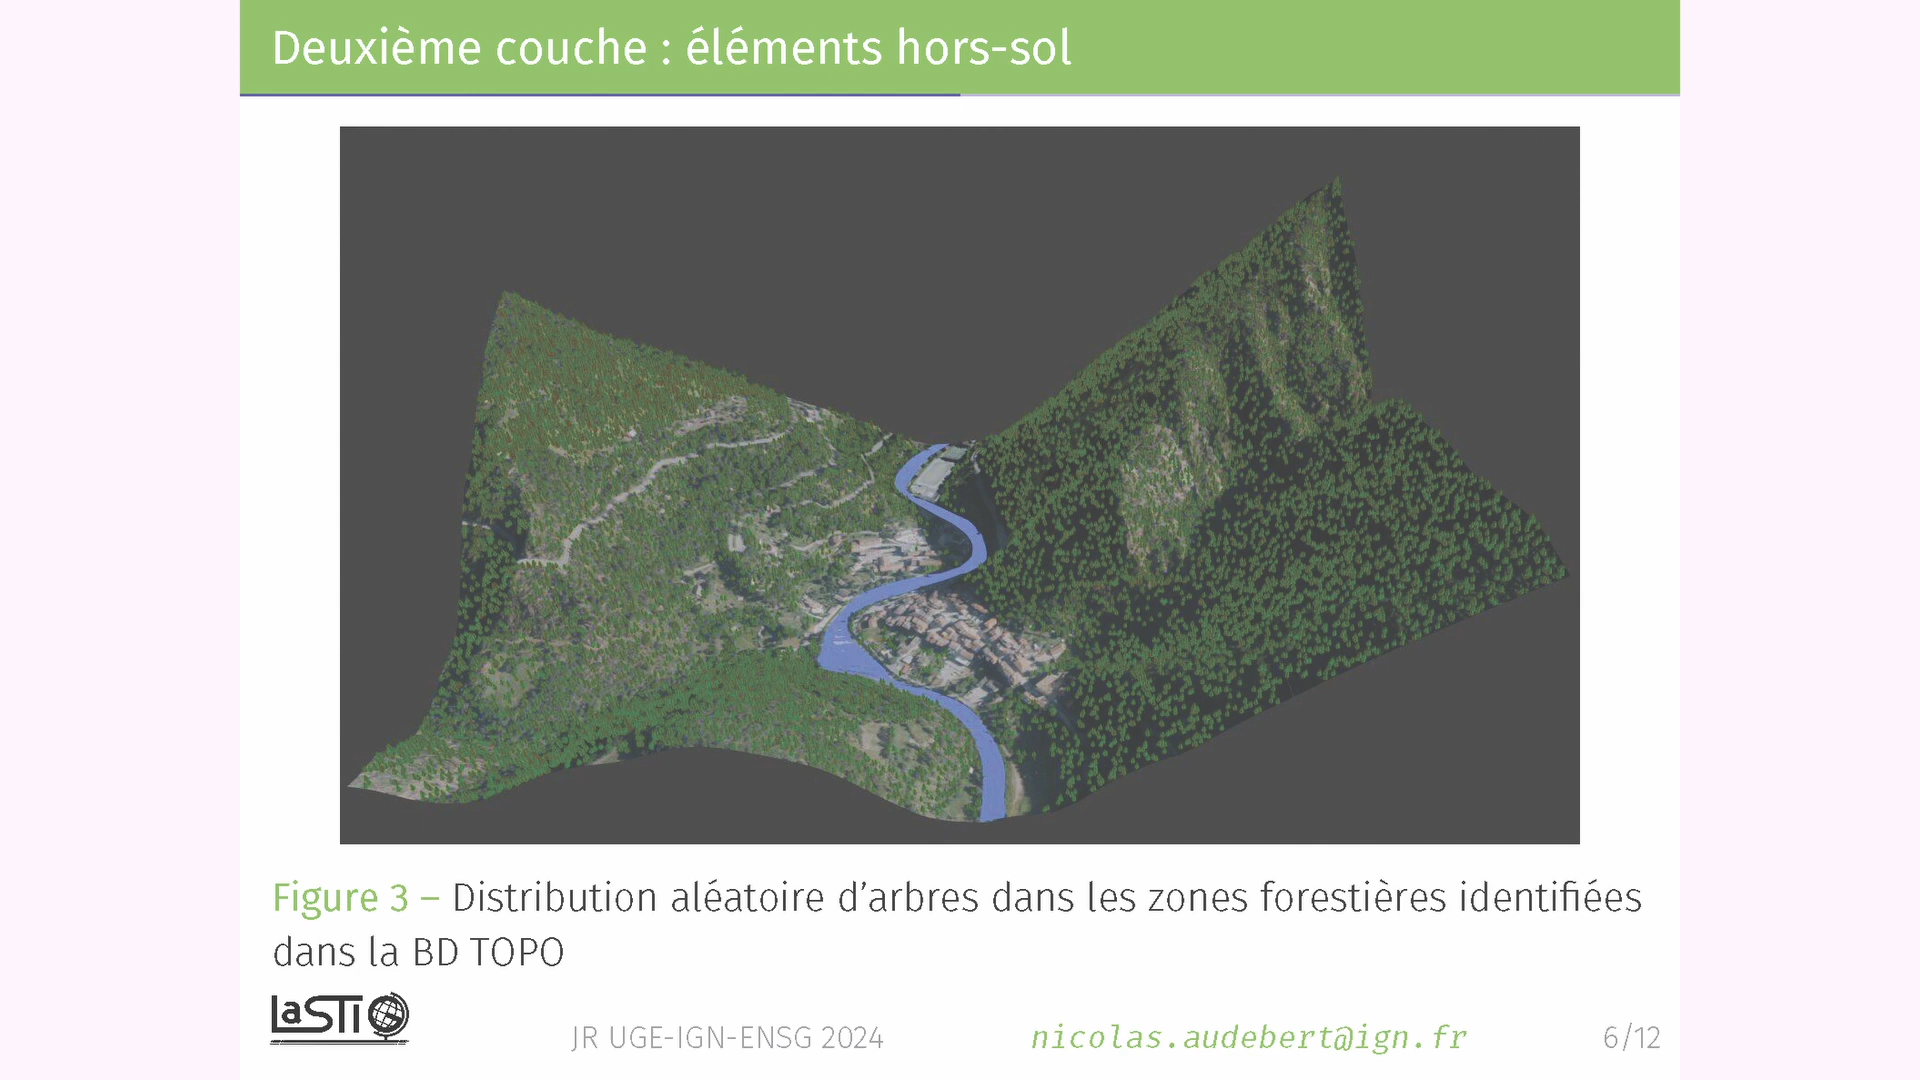 Deuxième couche : éléments hors-sol
Figure 3 – Distribution aléatoire d’arbres dans les zones forestières identifiées
dans la BD TOPO
LaSTI
JR UGE-IGN-ENSG 2024
nicolas.audebert@ign.fr
6/12